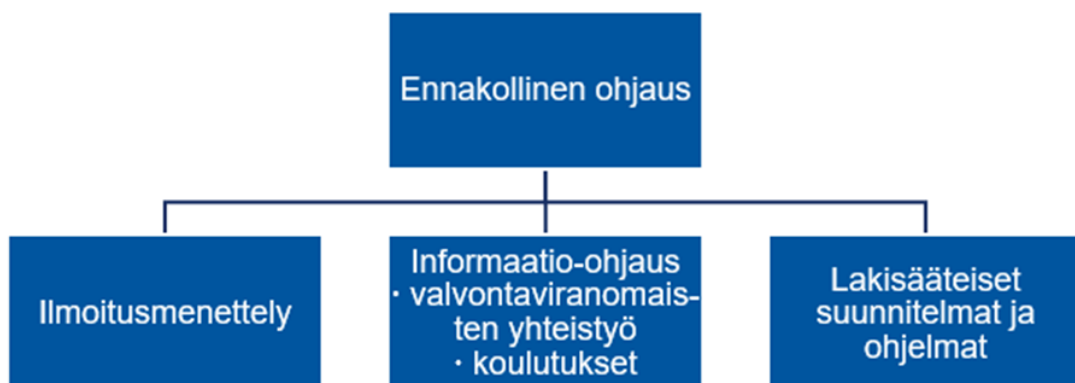 Ennakollinen ohjaus
Ilmoitusmenettely
Informaatio-ohjaus
· valvontaviranomais-
ten yhteistyö
· koulutukset
Lakisääteiset
suunnitelmat ja
ohjelmat